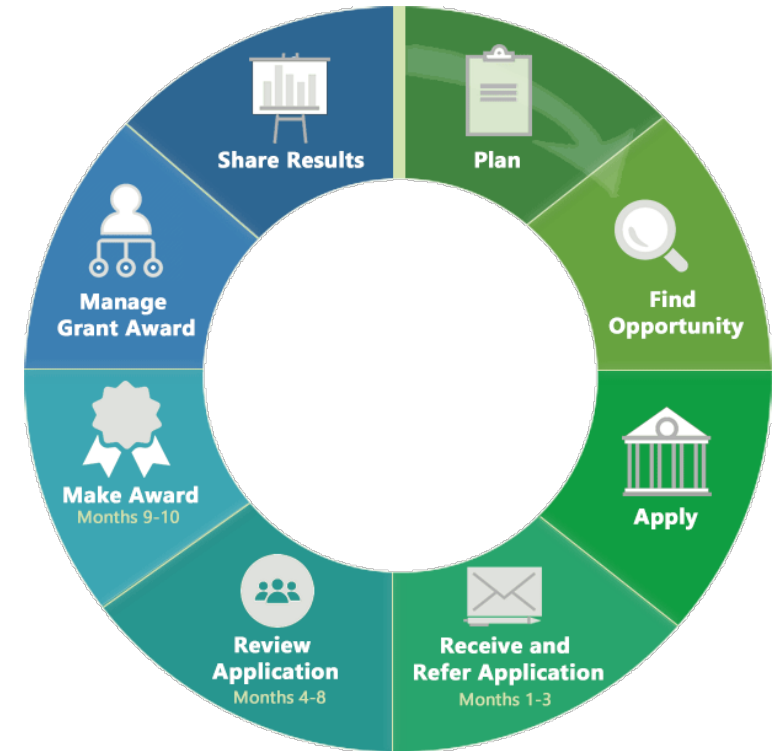 Plan
Find
Opportunity
Apply
Receive and
Refer Application
Months 1-3
Review
Application
Months 4-8
Make Award
Months 9-10
Manage
Grant Award
Share Results